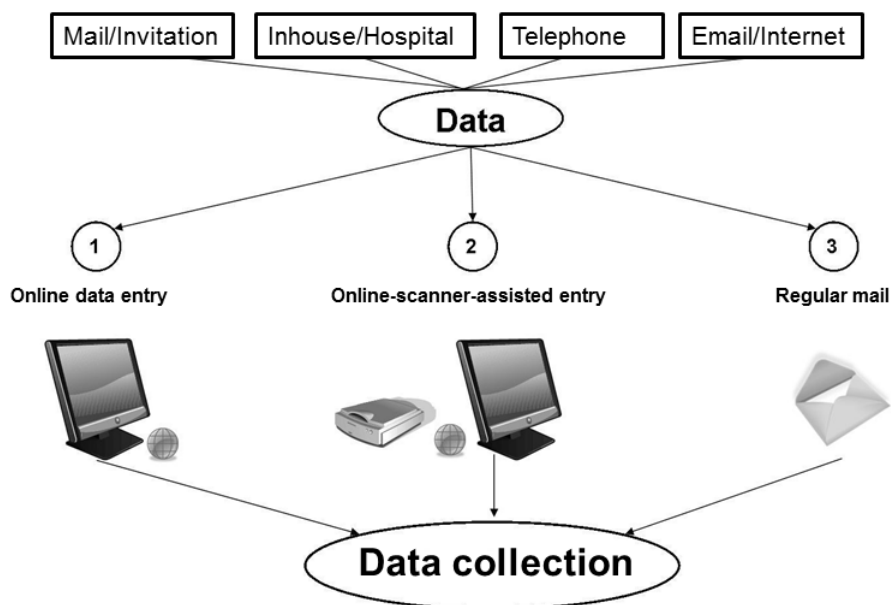 Mail/Invitation
Inhouse/Hospital
Telephone
Email/Internet
Data
1
2
3
Online data entry
Online-scanner-assisted entry
Regular mail
Data collection